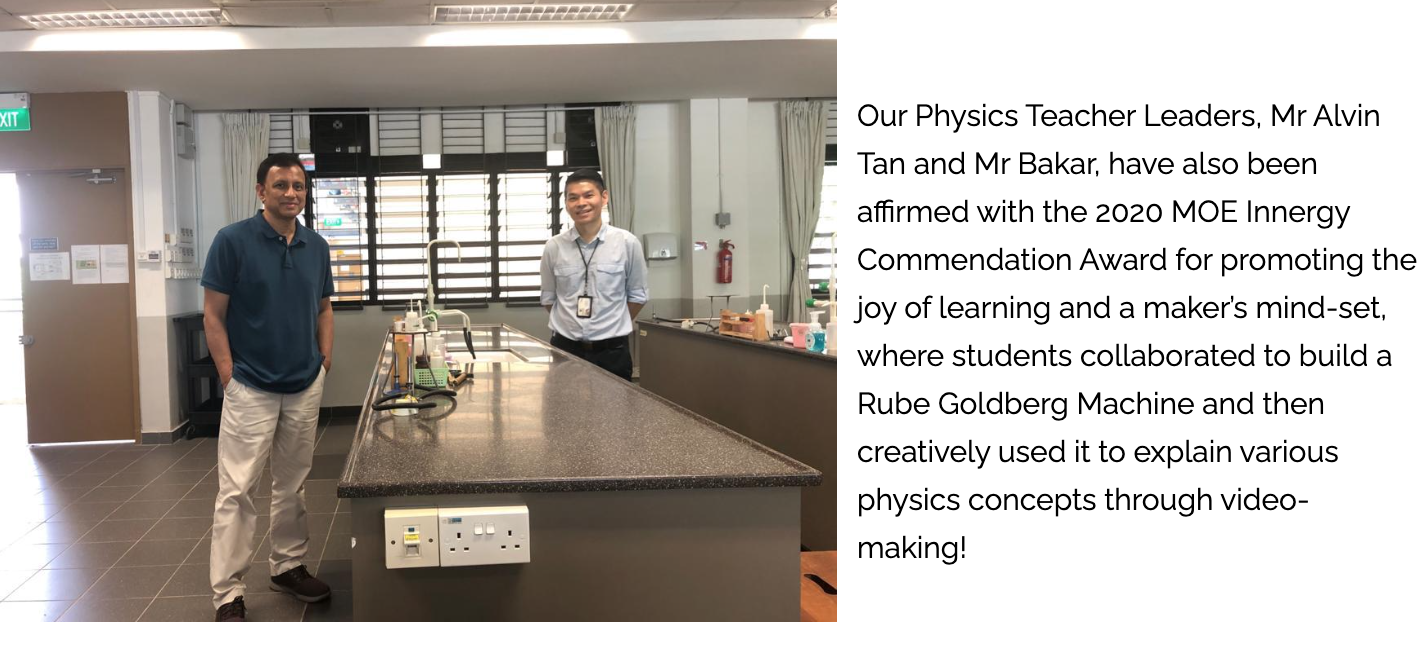 EXIT
Our Physics Teacher Leaders, Mr Alvin
Tan and Mr Bakar, have also been
affirmed with the 2020 MOE Innergy
Commendation Award for promoting the
joy of learning and a maker’s mind-set,
where students collaborated to build a
Rube Goldberg Machine and then
creatively used it to explain various
physics concepts through video-
making!